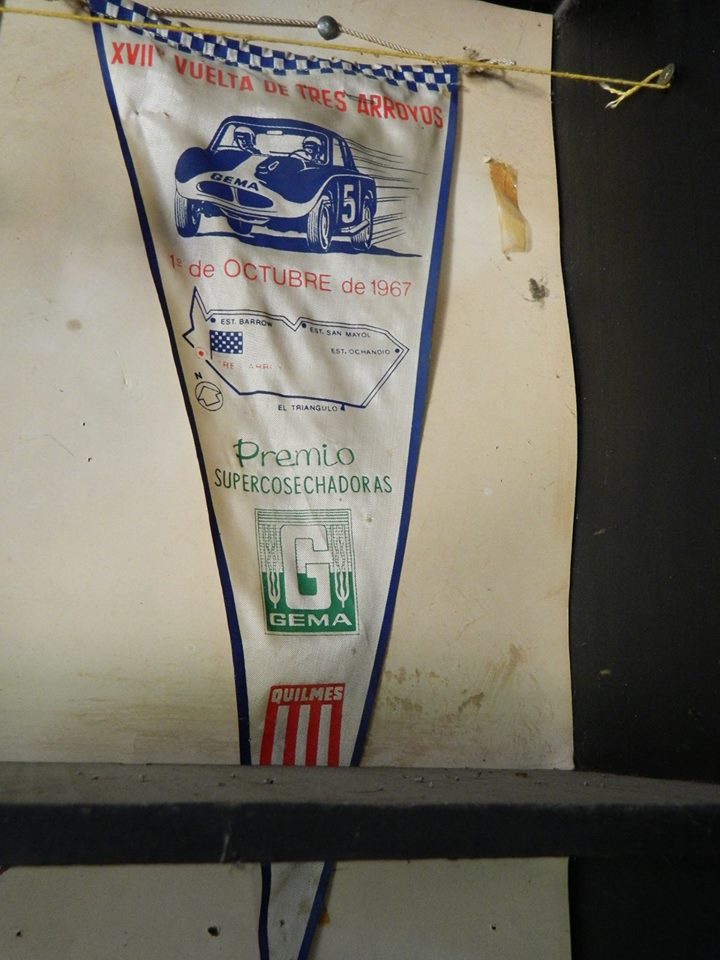 XVIIª VUELTA DE TRES ARROYOS
GEMA
5
1º de OCTUBRE de 1967
EST. BARROW
EST. SAN MAYOL
EST. OCHANDIO
N
EL TRIANGULO
Premio
SUPERCOSECHADORAS
G
GEMA
QUILMES